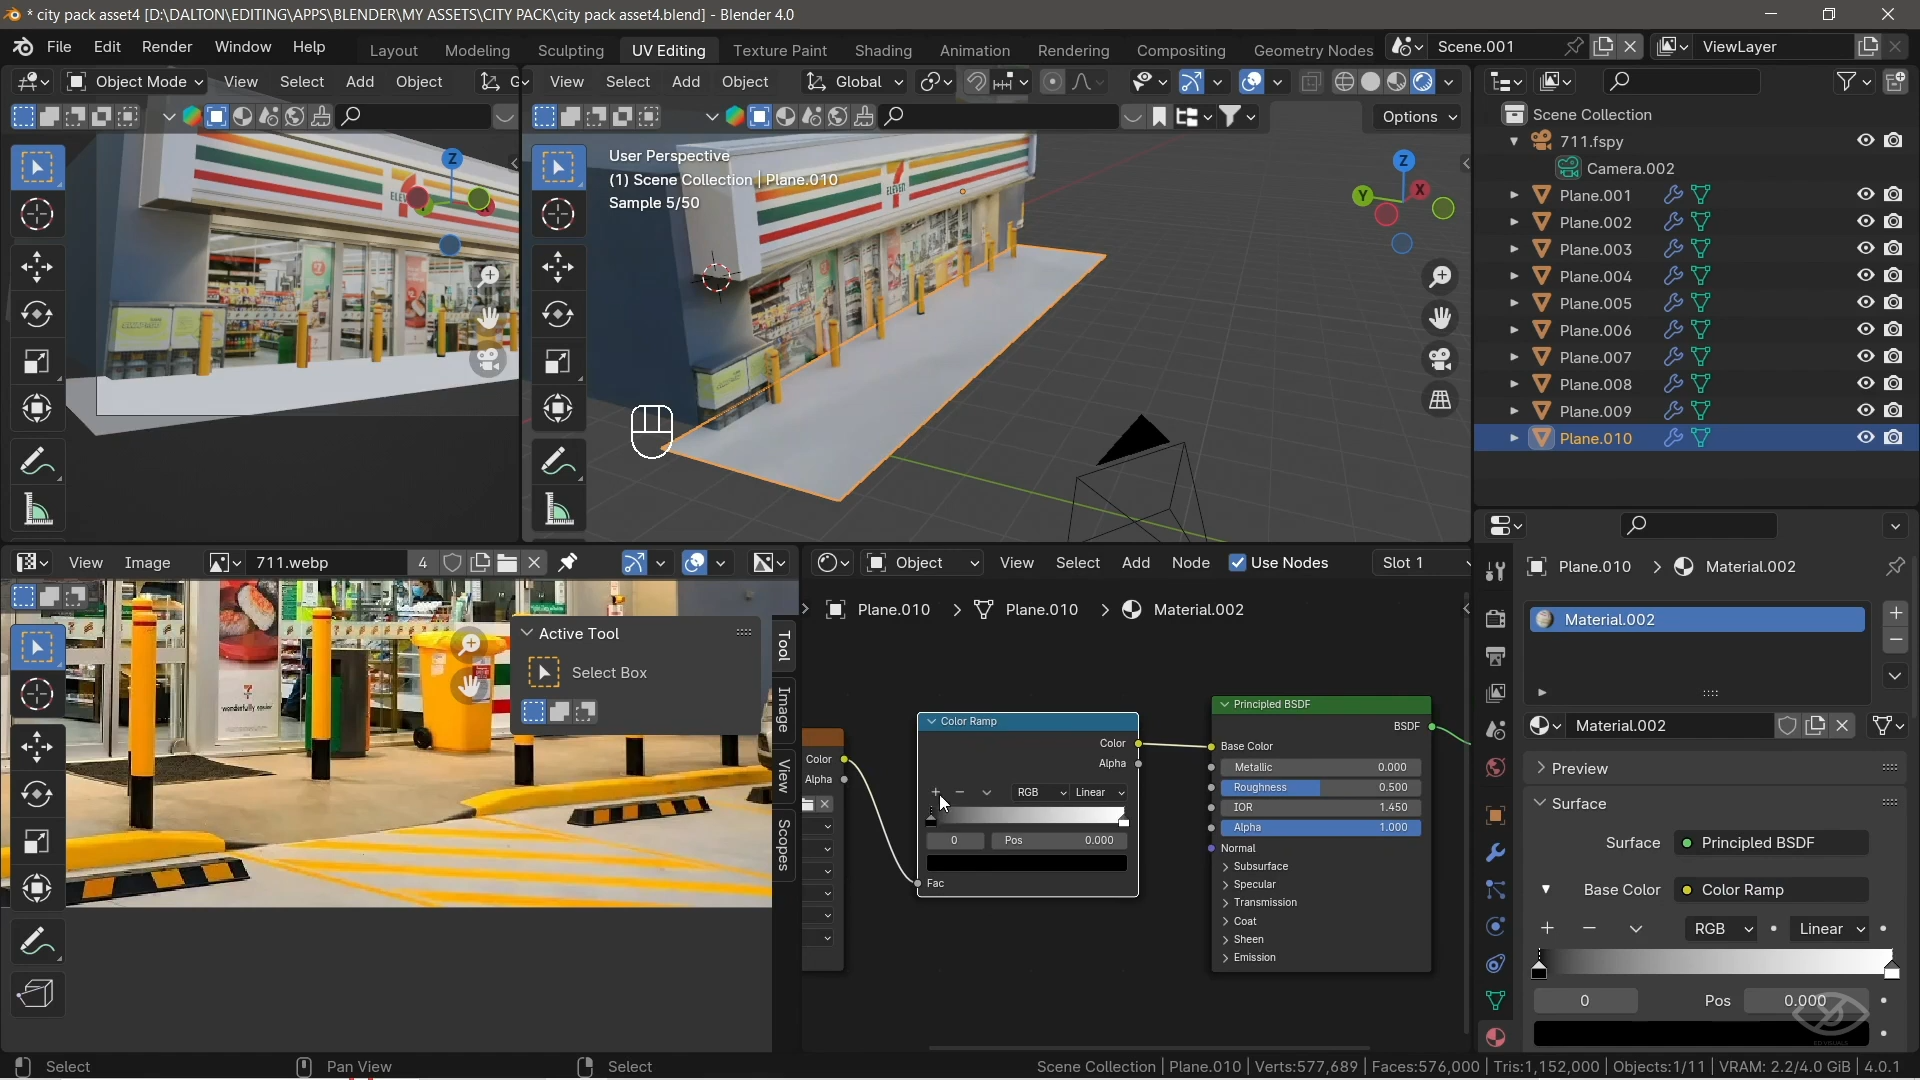 * city pack asset4 [D:\DALTON\EDITING\APPS\BLENDER\MY ASSETS\CITY PACK\city pack asset4.blend] - Blender 4.0
File Edit Render Window Help Layout Modeling Sculpting UV Editing Texture Paint Shading Animation Rendering Compositing Geometry Nodes Scene.001 ViewLayer
Object Mode View Select Add Object
View Select Add Object Global
Options
User Perspective
(1) Scene Collection | Plane.010
Sample 5/50
Z
Z
Y
X
ELEVEN
Scene Collection
711.fspy
Camera.002
Plane.001
Plane.002
Plane.003
Plane.004
Plane.005
Plane.006
Plane.007
Plane.008
Plane.009
Plane.010
View Image 711.webp 4
Active Tool
Select Box
Tool
Image
View
Scopes
Object View Select Add Node Use Nodes Slot 1
Plane.010 > Plane.010 > Material.002
Color
Alpha
Color Ramp
Color
Alpha
RGB Linear
0 Pos 0.000
Fac
Principled BSDF
BSDF
Base Color
Metallic 0.000
Roughness 0.500
IOR 1.450
Alpha 1.000
Normal
Subsurface
Specular
Transmission
Coat
Sheen
Emission
Plane.010 > Material.002
Material.002
Material.002
Preview
Surface
Surface Principled BSDF
Base Color Color Ramp
RGB Linear
0 Pos 0.000
Select Pan View Select
Scene Collection | Plane.010 | Verts:577,689 | Faces:576,000 | Tris:1,152,000 | Objects:1/11 | VRAM: 2.2/4.0 GiB | 4.0.1